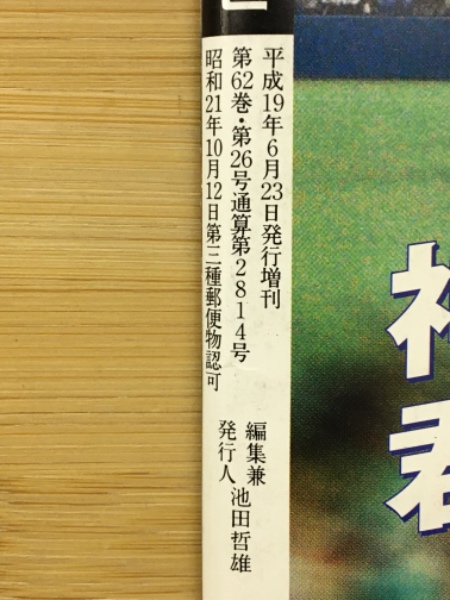 平成19年6月23日発行増刊
第62巻・第26号通算第2814号
昭和21年10月12日第三種郵便物認可
編集兼
発行人 池田哲雄
君